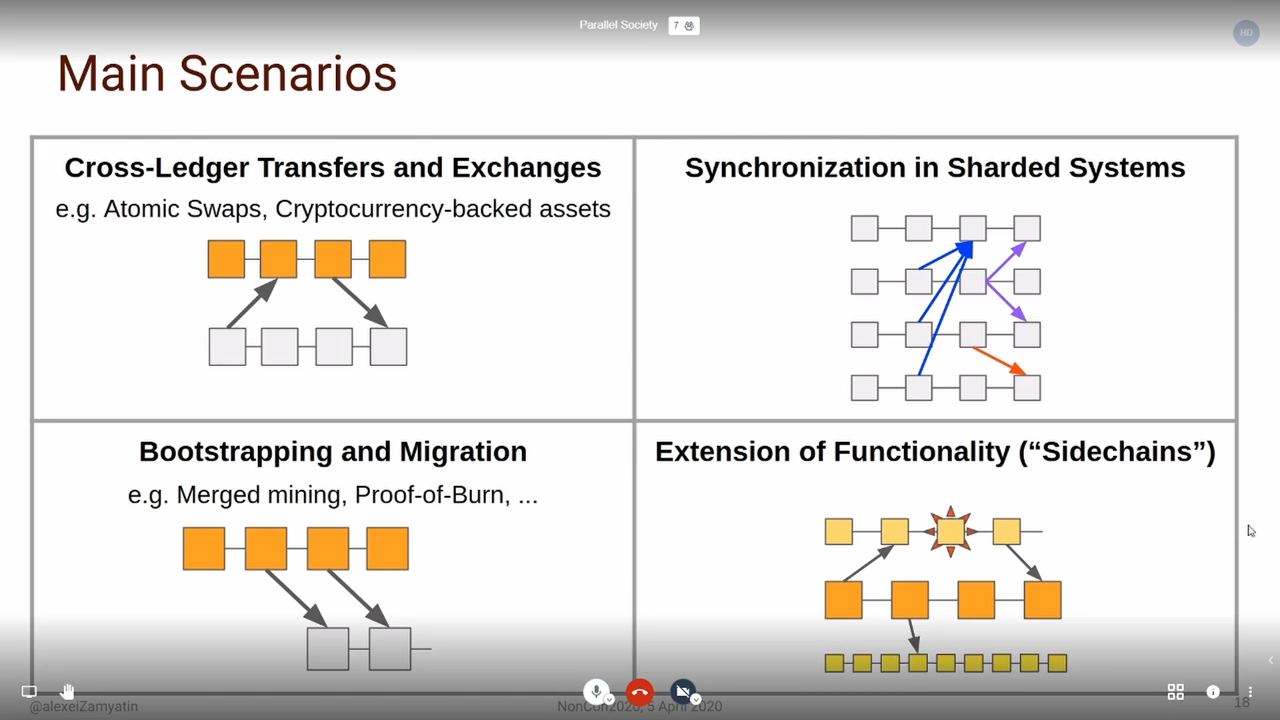 Parallel Society 7
HD
Main Scenarios
Cross-Ledger Transfers and Exchanges
e.g. Atomic Swaps, Cryptocurrency-backed assets
Synchronization in Sharded Systems
Bootstrapping and Migration
e.g. Merged mining, Proof-of-Burn, ...
Extension of Functionality (“Sidechains”)
@alexeiZamyatin
NonCon2020, 5 April 2020
18